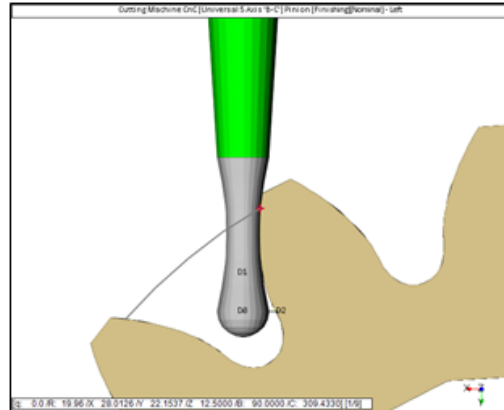 Cutting Machine CnC [Universal 5 Axis 'B-C'] Pinion [Finishing][Nominal] - Left
D1
D0 D2
X Z
Y
[q: 0.0 /R: 19.96 /X: 28.0126 /Y: 22.1537 /Z: 12.5000 /B: 90.0000 /C: 309.4330] [1/9]